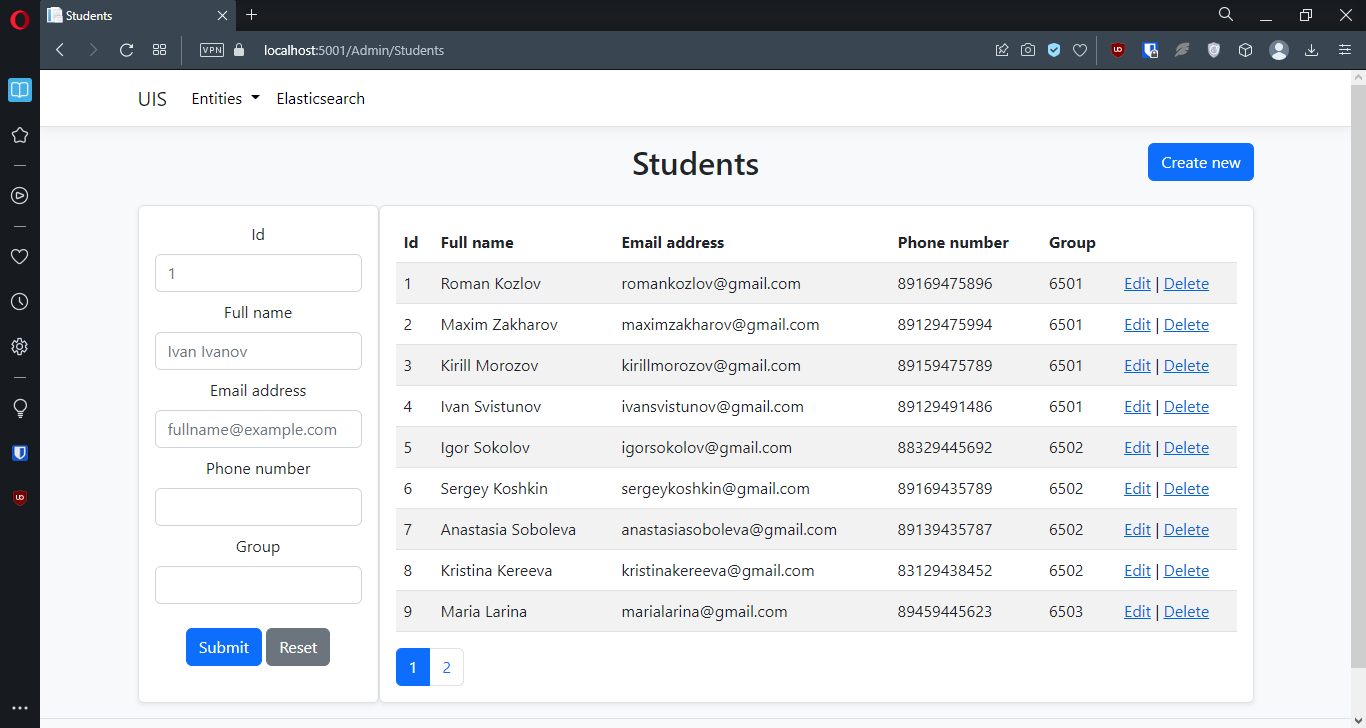 Students
VPN
localhost:5001/Admin/Students
UIS Entities Elasticsearch
Students
Create new
Id
1
Full name
Ivan Ivanov
Email address
fullname@example.com
Phone number
Group
Submit Reset
Id Full name Email address Phone number Group
1 Roman Kozlov romankozlov@gmail.com 89169475896 6501 Edit | Delete
2 Maxim Zakharov maximzakharov@gmail.com 89129475994 6501 Edit | Delete
3 Kirill Morozov kirillmorozov@gmail.com 89159475789 6501 Edit | Delete
4 Ivan Svistunov ivansvistunov@gmail.com 89129491486 6501 Edit | Delete
5 Igor Sokolov igorsokolov@gmail.com 88329445692 6502 Edit | Delete
6 Sergey Koshkin sergeykoshkin@gmail.com 89169435789 6502 Edit | Delete
7 Anastasia Soboleva anastasiasoboleva@gmail.com 89139435787 6502 Edit | Delete
8 Kristina Kereeva kristinakereeva@gmail.com 83129438452 6502 Edit | Delete
9 Maria Larina marialarina@gmail.com 89459445623 6503 Edit | Delete
1 2